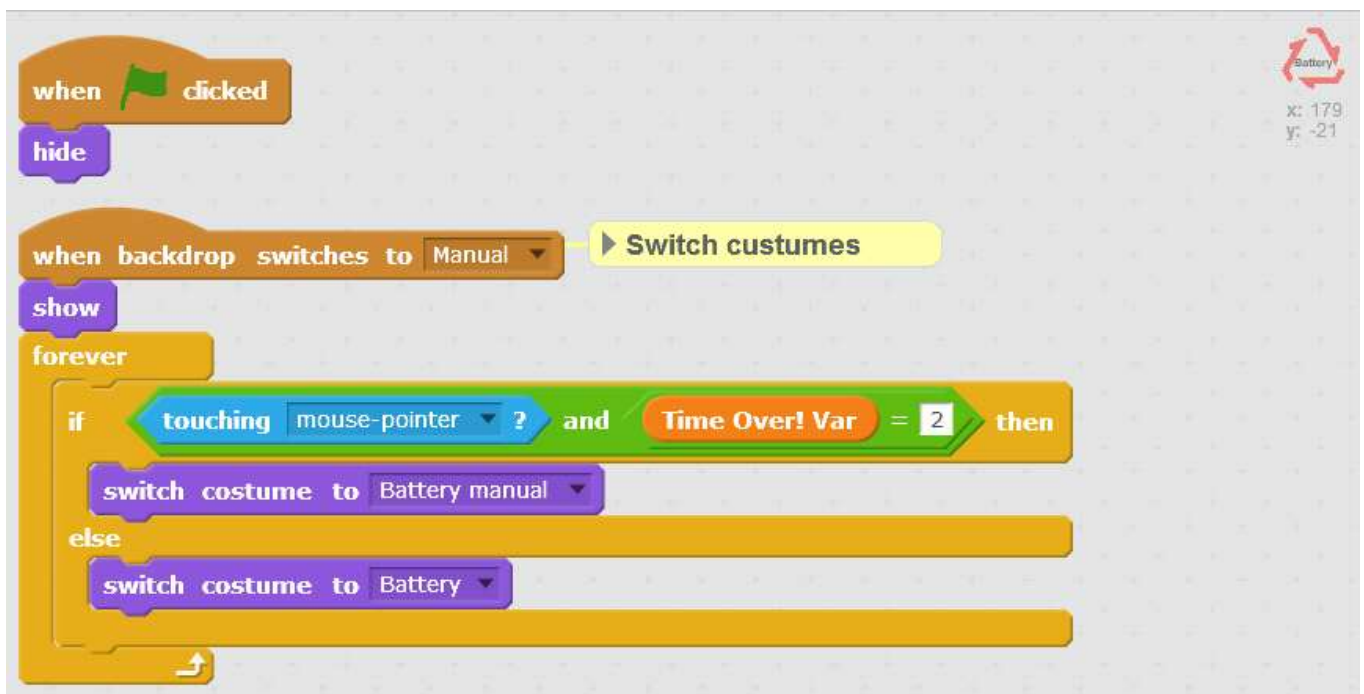 when clicked
hide
Battery
x: 179
y: -21
when backdrop switches to Manual
Switch custumes
show
forever
if touching mouse-pointer ? and Time Over! Var = 2 then
switch costume to Battery manual
else
switch costume to Battery